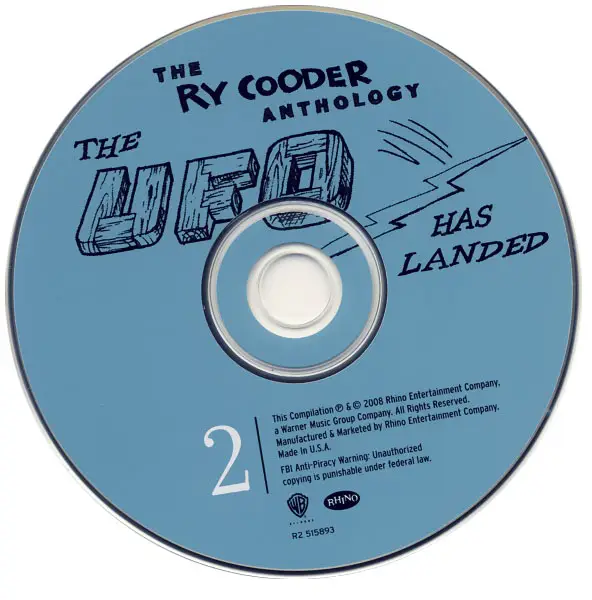 THE
RY COODER
ANTHOLOGY
THE
UFO
HAS
LANDED
2
This Compilation ℗ & © 2008 Rhino Entertainment Company,
a Warner Music Group Company. All Rights Reserved.
Manufactured & Marketed by Rhino Entertainment Company.
Made in U.S.A.
FBI Anti-Piracy Warning: Unauthorized
copying is punishable under federal law.
WB
RHINO
R2 515893